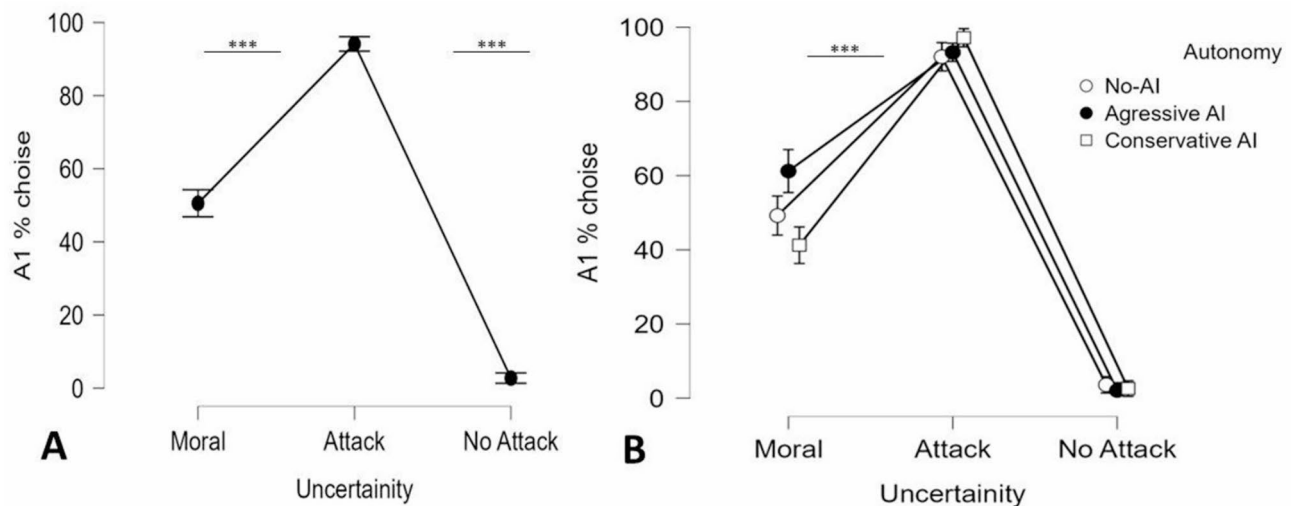 100
80
60
40
20
0
A1 % choise
***
***
Moral
Attack
No Attack
Uncertainity
A
100
80
60
40
20
0
A1 % choise
***
Autonomy
No-AI
Agressive AI
Conservative AI
Moral
Attack
No Attack
Uncertainity
B